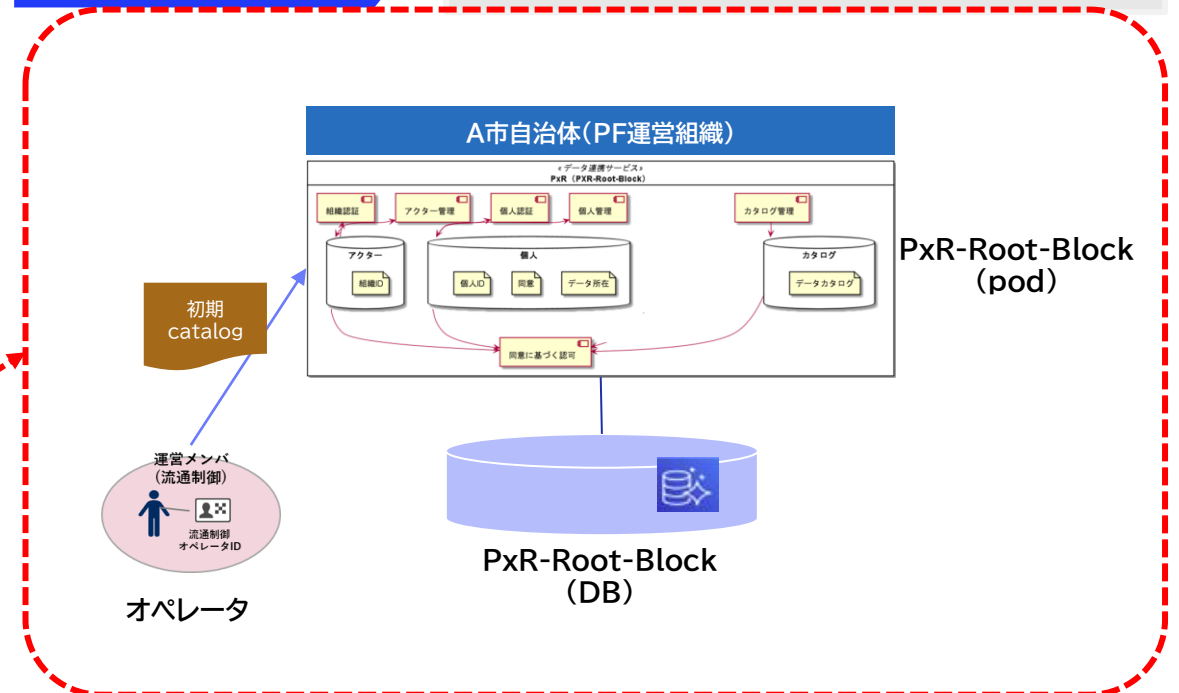 A市自治体(PF運営組織)
«データ連携サービス»
PxR (PXR-Root-Block)
組織認証
アクター管理
個人認証
個人管理
カタログ管理
アクター
組織ID
個人
個人ID
同意
データ所在
カタログ
データカタログ
同意に基づく認可
PxR-Root-Block
(pod)
初期
catalog
運営メンバ
(流通制御)
流通制御
オペレータID
オペレータ
PxR-Root-Block
(DB)